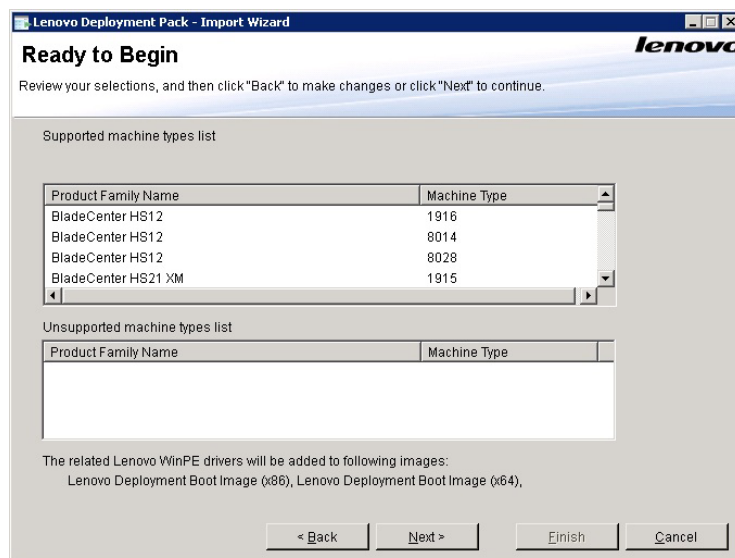 Lenovo Deployment Pack - Import Wizard
Ready to Begin
lenovo
Review your selections, and then click "Back" to make changes or click "Next" to continue.
Supported machine types list
Product Family Name Machine Type
BladeCenter HS12 1916
BladeCenter HS12 8014
BladeCenter HS12 8028
BladeCenter HS21 XM 1915
Unsupported machine types list
Product Family Name Machine Type
The related Lenovo WinPE drivers will be added to following images:
Lenovo Deployment Boot Image (x86), Lenovo Deployment Boot Image (x64),
< Back Next > Finish Cancel